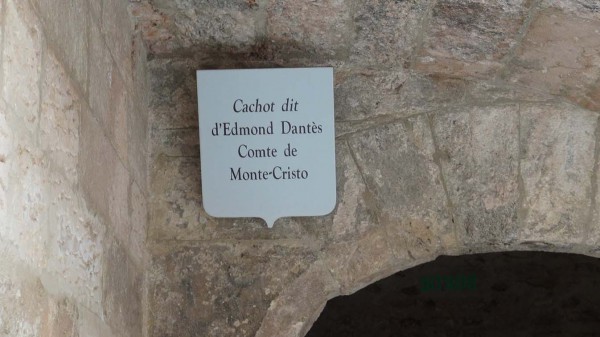 Cachot dit
d'Edmond Dantès
Comte de
Monte-Cristo